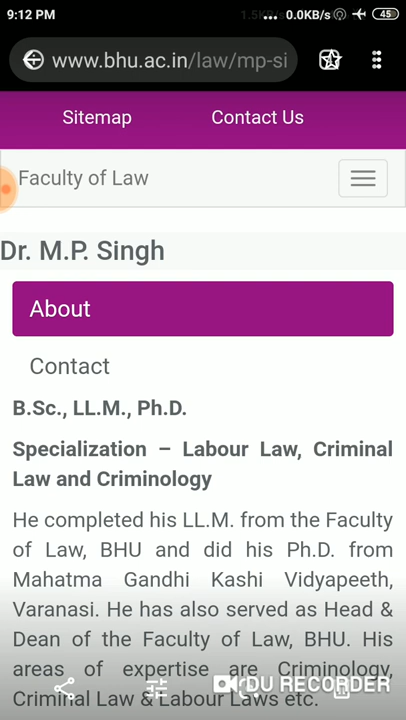 9:12 PM 1.5KB/s ... 0.0KB/s 45
www.bhu.ac.in/law/mp-si
Sitemap Contact Us
Faculty of Law
Dr. M.P. Singh
About
Contact
B.Sc., LL.M., Ph.D.
Specialization – Labour Law, Criminal
Law and Criminology
He completed his LL.M. from the Faculty
of Law, BHU and did his Ph.D. from
Mahatma Gandhi Kashi Vidyapeeth,
Varanasi. He has also served as Head &
Dean of the Faculty of Law, BHU. His
areas of expertise are Criminology,
Criminal Law & Labour Laws etc.
DU RECORDER